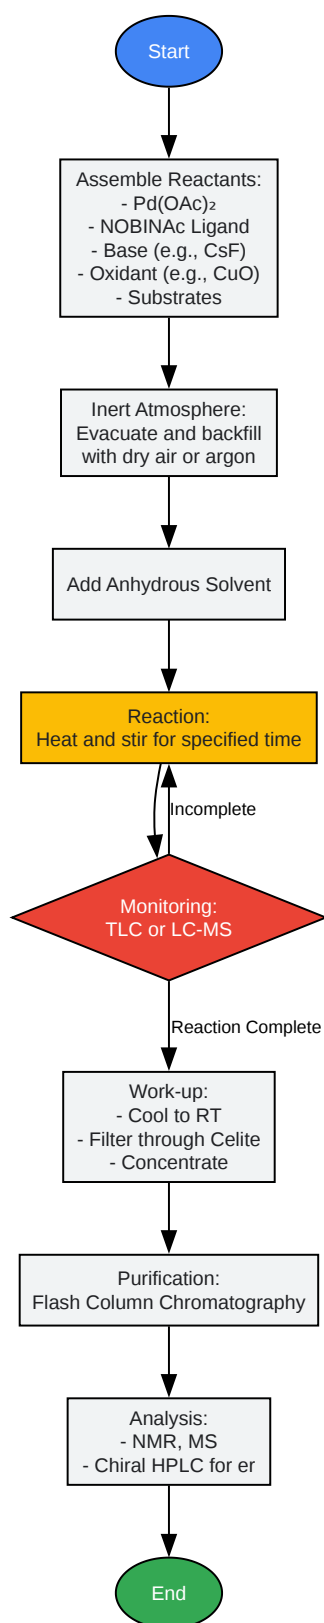 Start
Assemble Reactants:
- Pd(OAc)₂
- NOBINAc Ligand
- Base (e.g., CsF)
- Oxidant (e.g., CuO)
- Substrates
Inert Atmosphere:
Evacuate and backfill
with dry air or argon
Add Anhydrous Solvent
Reaction:
Heat and stir for specified time
Incomplete
Monitoring:
TLC or LC-MS
Reaction Complete
Work-up:
- Cool to RT
- Filter through Celite
- Concentrate
Purification:
Flash Column Chromatography
Analysis:
- NMR, MS
- Chiral HPLC for er
End